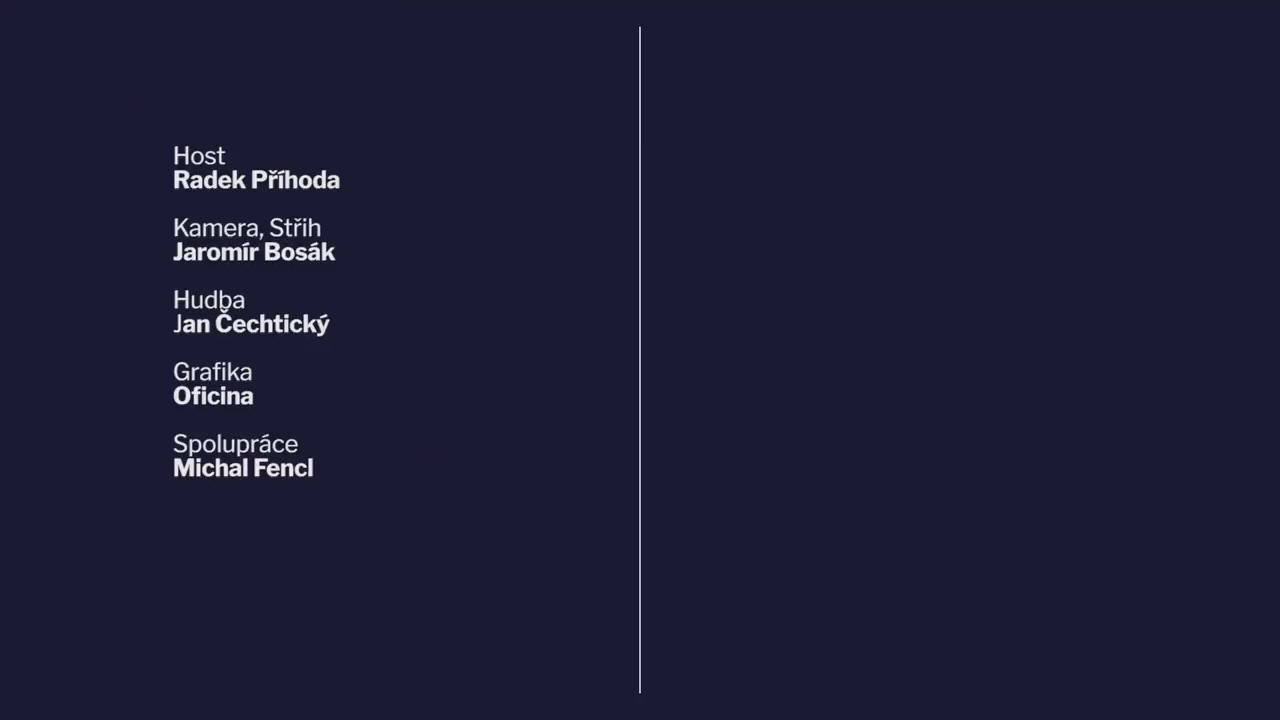 Host
Radek Příhoda
Kamera, Střih
Jaromír Bosák
Hudba
Jan Čechtický
Grafika
Oficina
Spolupráce
Michal Fencl